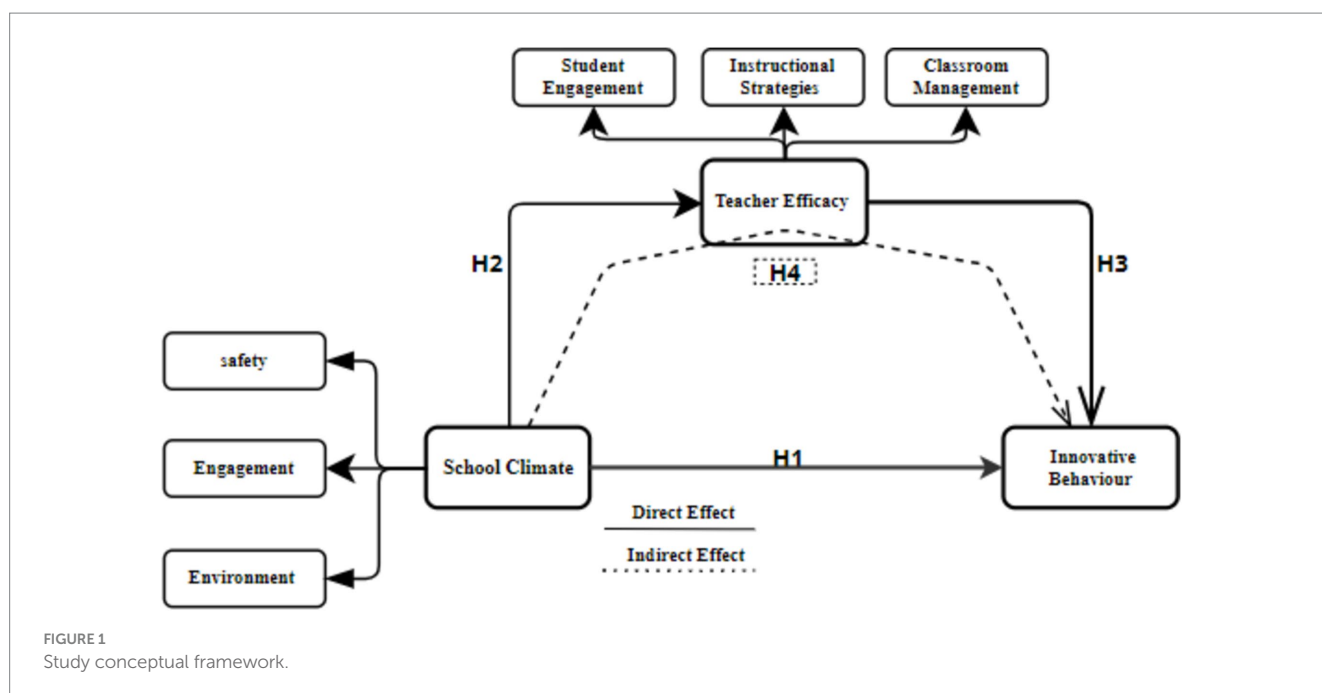 Student
Engagement
Instructional
Strategies
Classroom
Management
Teacher Efficacy
H2
H4
H3
safety
Engagement
School Climate
H1
Innovative
Behaviour
Direct Effect
Indirect Effect
Environment
FIGURE 1
Study conceptual framework.